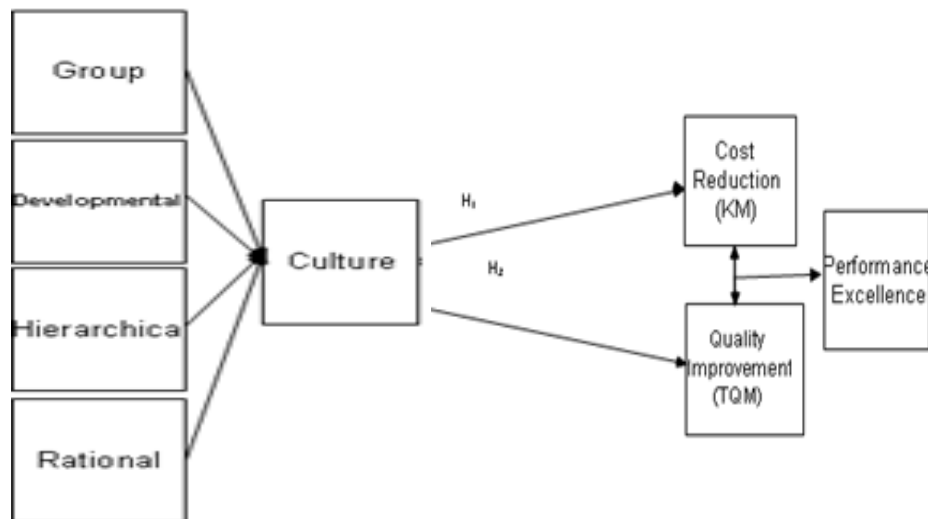 Group
Developmental
Hierarchica
Rational
Culture
H₁
H₂
Cost
Reduction
(KM)
Quality
Improvement
(TQM)
Performance
Excellence